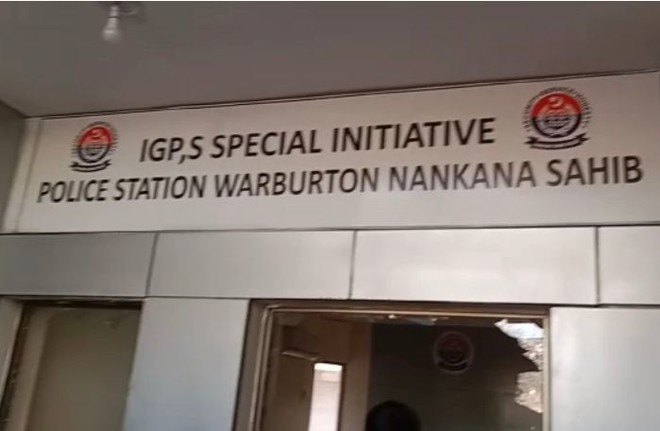 IGP,S SPECIAL INITIATIVE
POLICE STATION WARBURTON NANKANA SAHIB